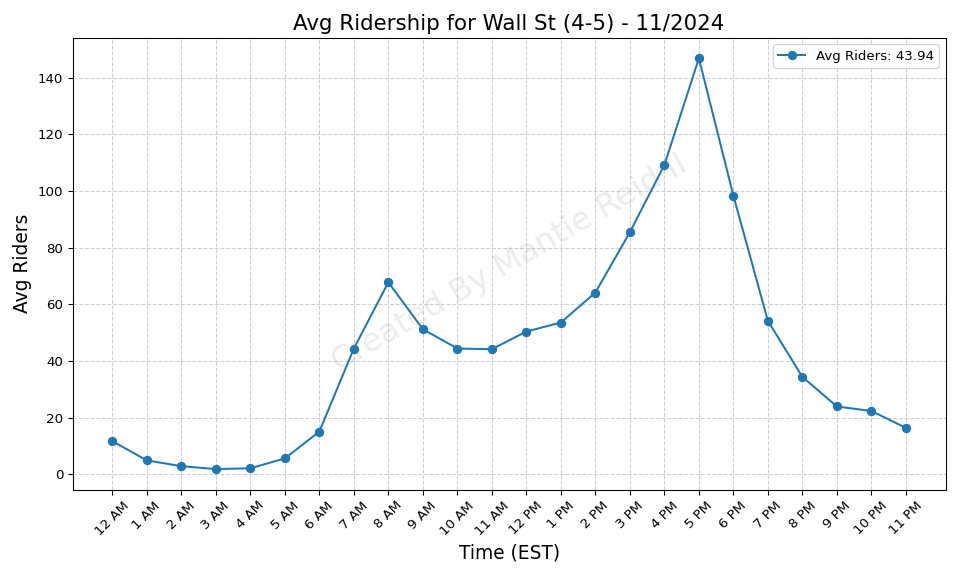 Avg Ridership for Wall St (4-5) - 11/2024
Avg Riders: 43.94
Avg Riders
140
120
100
80
60
40
20
0
Created By Mantie Reid II
12 AM
1 AM
2 AM
3 AM
4 AM
5 AM
6 AM
7 AM
8 AM
9 AM
10 AM
11 AM
12 PM
1 PM
2 PM
3 PM
4 PM
5 PM
6 PM
7 PM
8 PM
9 PM
10 PM
11 PM
Time (EST)